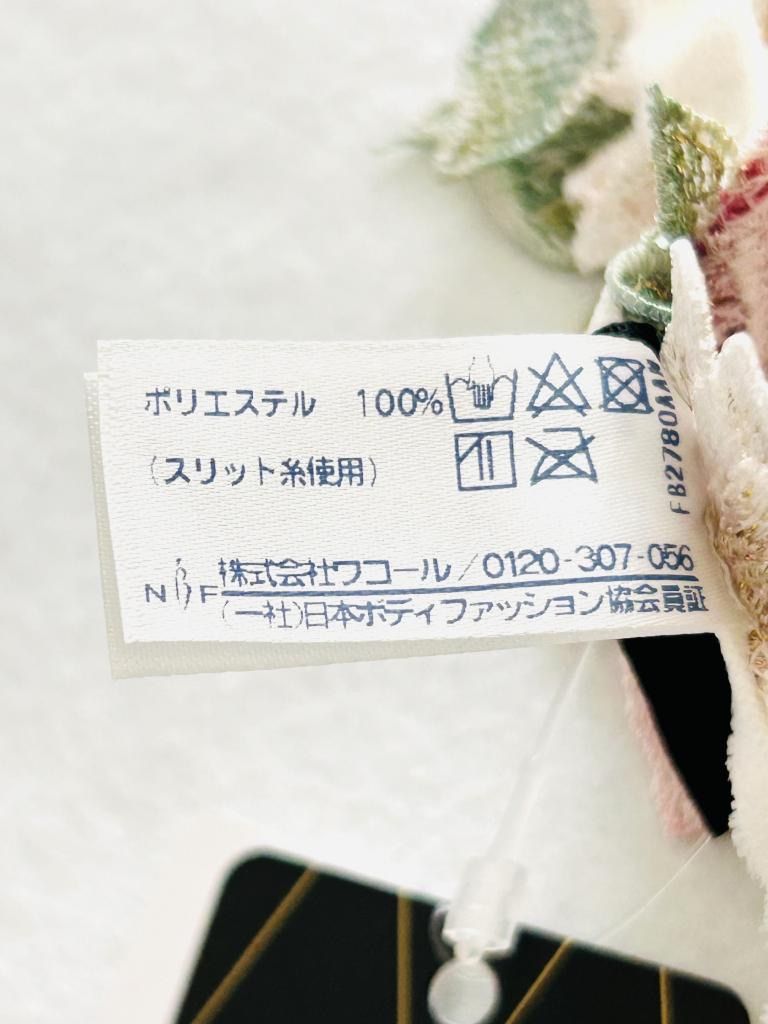 ポリエステル 100%
(スリット糸使用)
FB2780AAM
株式会社ワコール/0120-307-056
NBF
(一社)日本ボディファッション協会員証